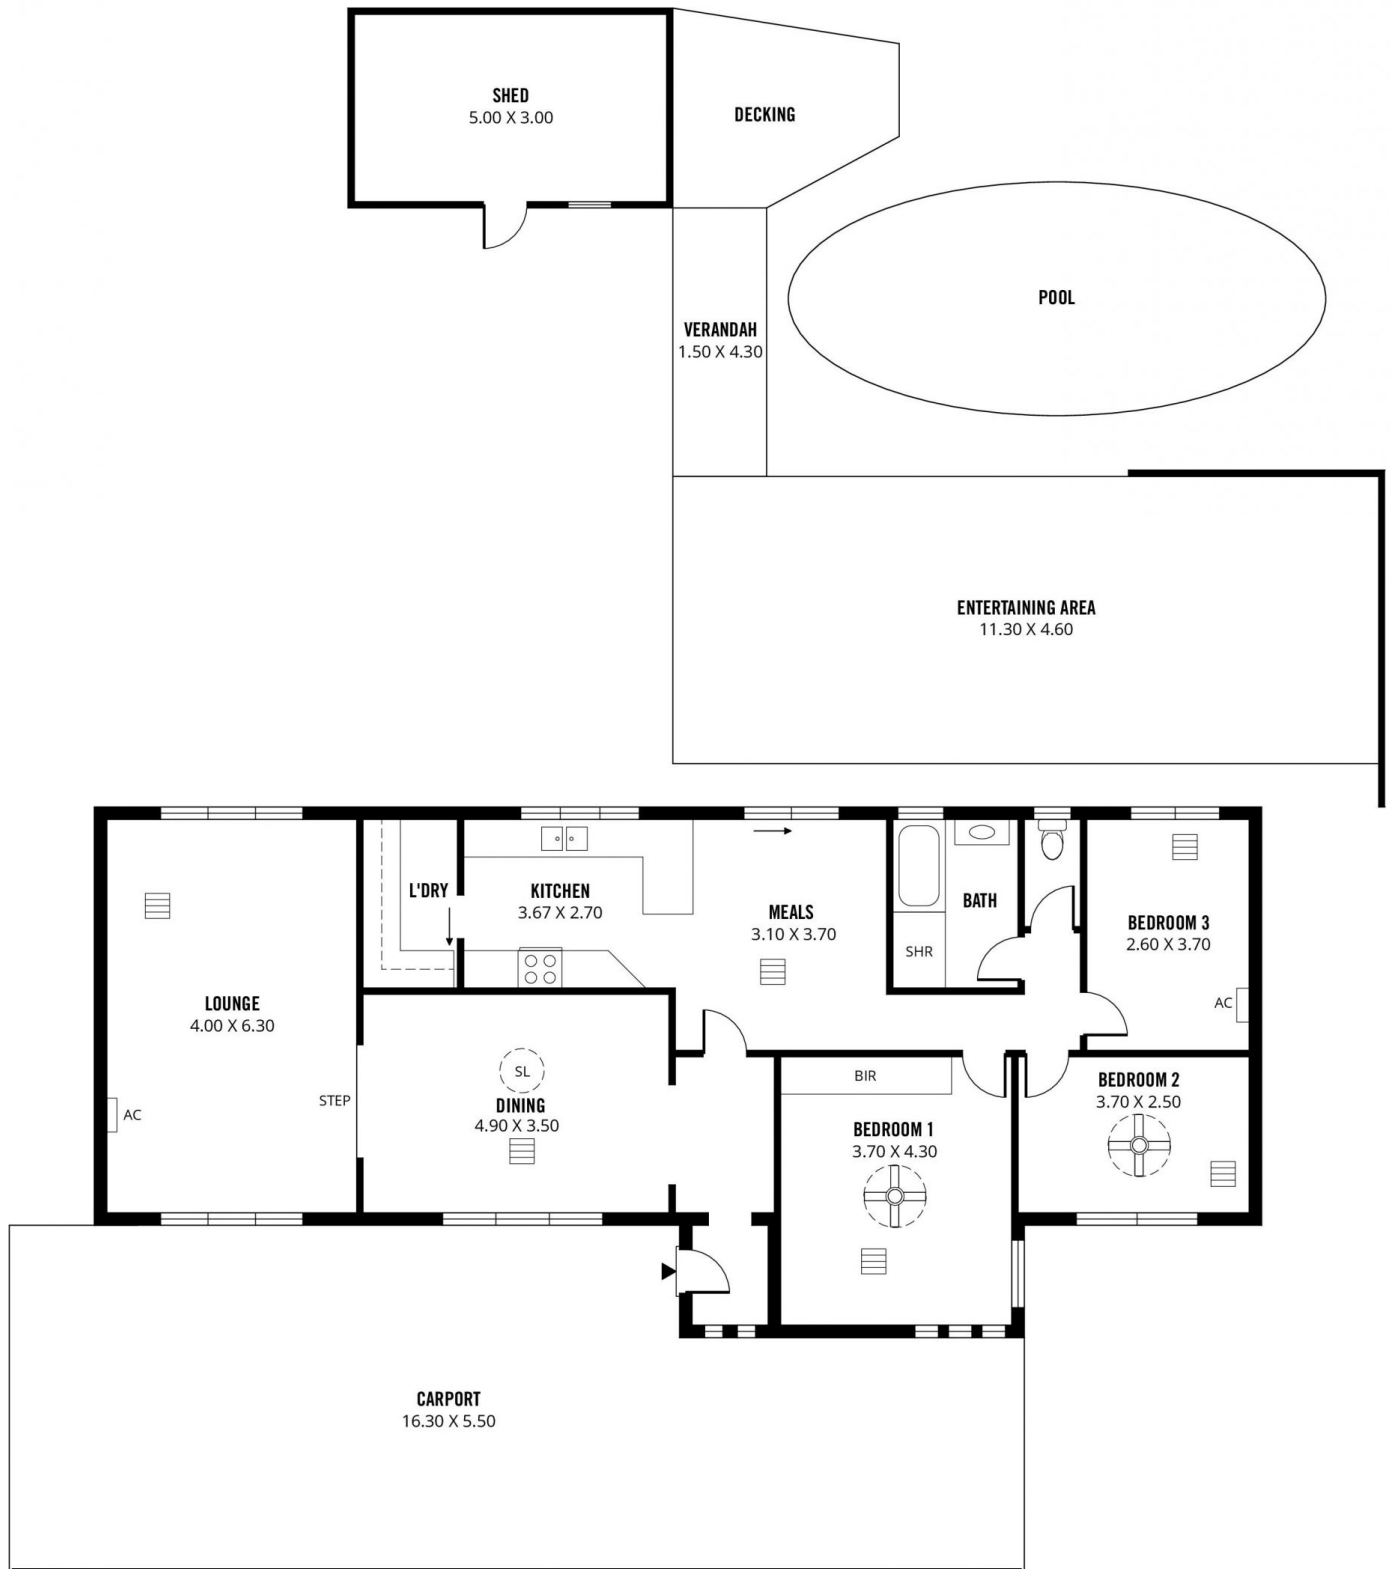 SHED
5.00 X 3.00
DECKING
POOL
VERANDAH
1.50 X 4.30
ENTERTAINING AREA
11.30 X 4.60
L'DRY
KITCHEN
3.67 X 2.70
MEALS
3.10 X 3.70
BATH
SHR
BEDROOM 3
2.60 X 3.70
AC
LOUNGE
4.00 X 6.30
AC
STEP
SL
DINING
4.90 X 3.50
BIR
BEDROOM 1
3.70 X 4.30
BEDROOM 2
3.70 X 2.50
CARPORT
16.30 X 5.50